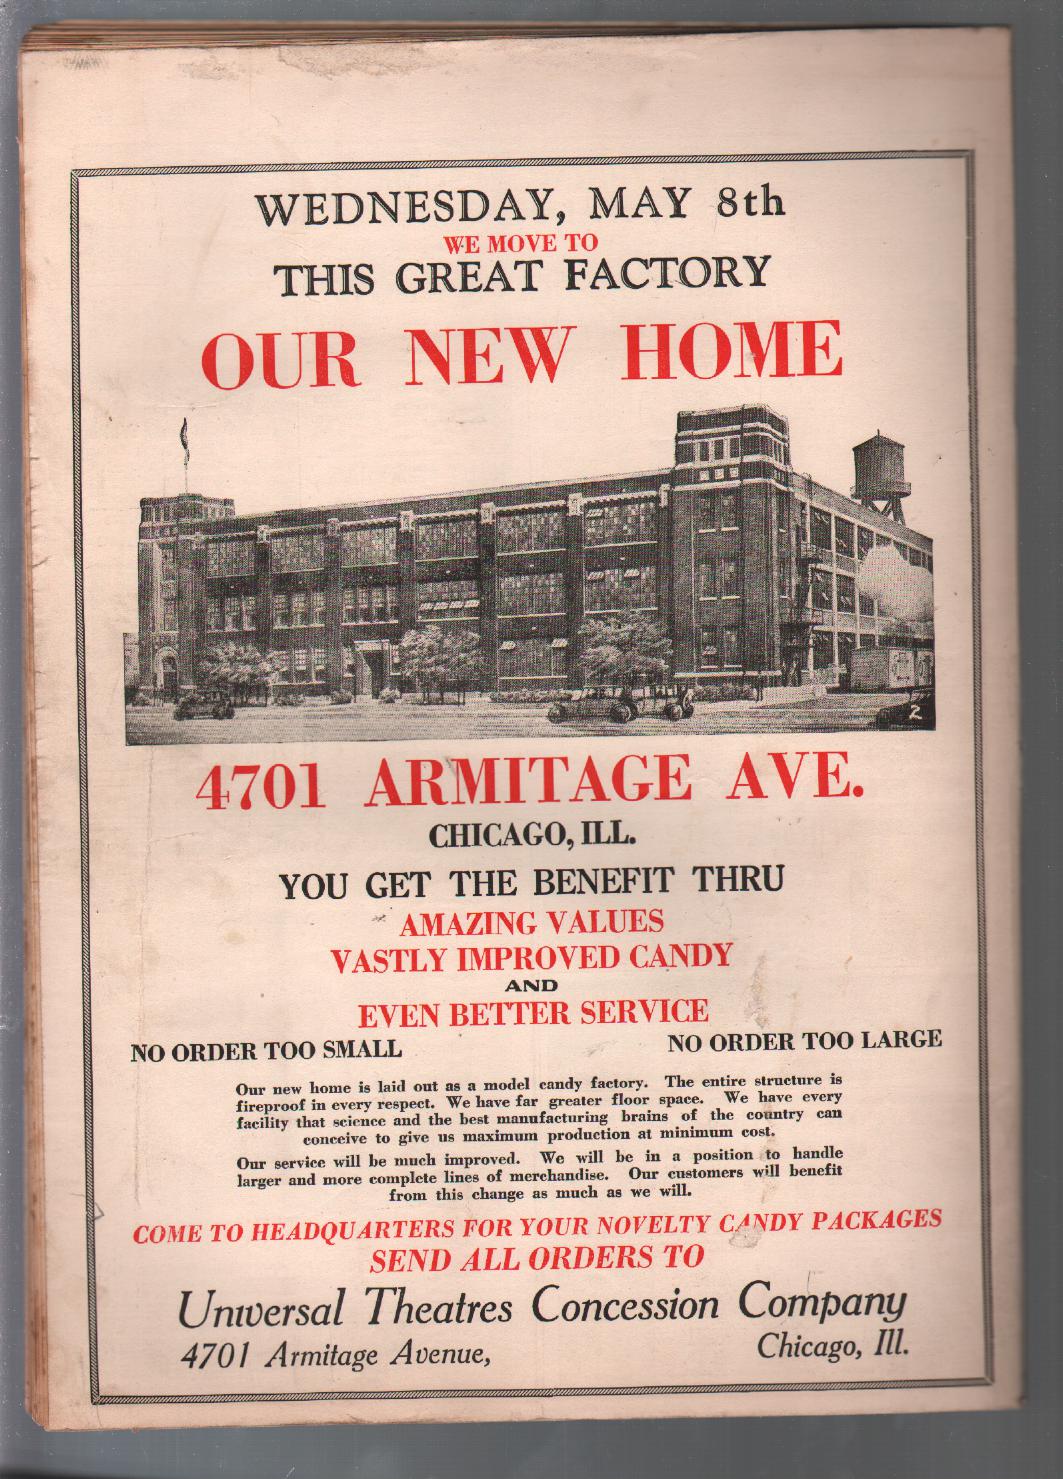 WEDNESDAY, MAY 8th
WE MOVE TO
THIS GREAT FACTORY
OUR NEW HOME
2
4701 ARMITAGE AVE.
CHICAGO, ILL.
YOU GET THE BENEFIT THRU
AMAZING VALUES
VASTLY IMPROVED CANDY
AND
EVEN BETTER SERVICE
NO ORDER TOO SMALL
NO ORDER TOO LARGE
Our new home is laid out as a model candy factory. The entire structure is
fireproof in every respect. We have far greater floor space. We have every
facility that science and the best manufacturing brains of the country can
conceive to give us maximum production at minimum cost.
Our service will be much improved. We will be in a position to handle
larger and more complete lines of merchandise. Our customers will benefit
from this change as much as we will.
COME TO HEADQUARTERS FOR YOUR NOVELTY CANDY PACKAGES
SEND ALL ORDERS TO
Universal Theatres Concession Company
4701 Armitage Avenue,
Chicago, Ill.